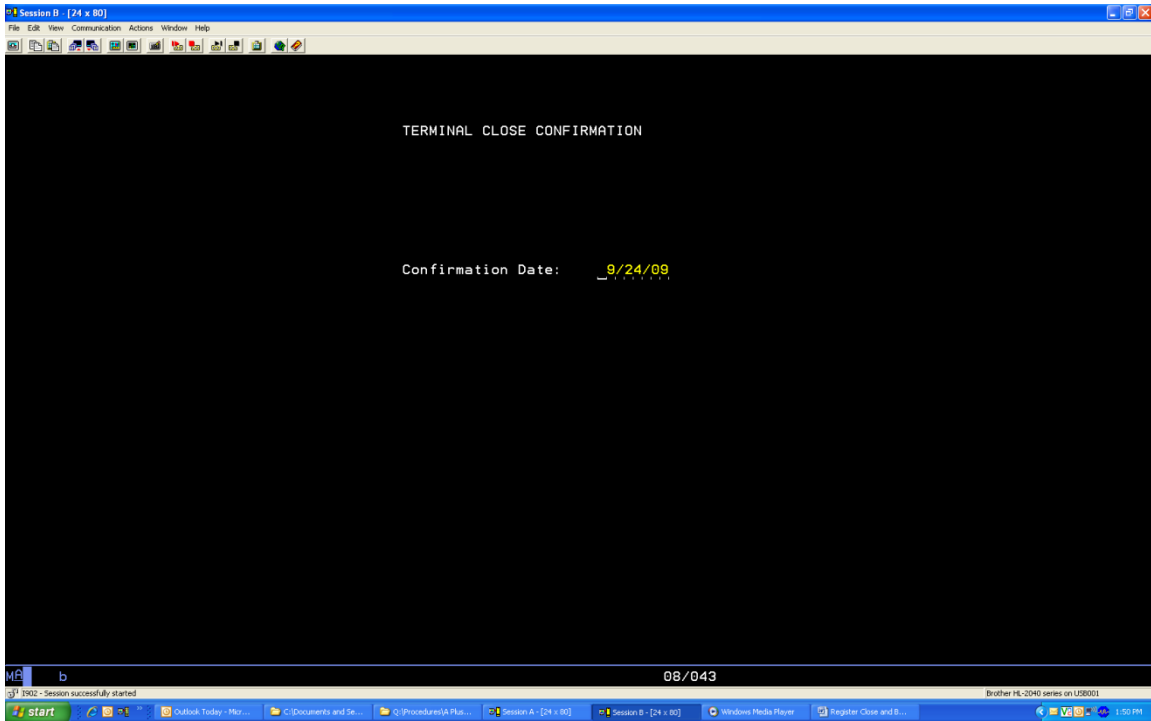 Session B - [24 x 80]
File Edit View Communication Actions Window Help
TERMINAL CLOSE CONFIRMATION
Confirmation Date: 9/24/09
MA b 08/043
I902 - Session successfully started Brother HL-2040 series on USB001
start Outlook Today - Micr... C:\Documents and Se... Q:\Procedures\A Plus... Session A - [24 x 80] Session B - [24 x 80] Windows Media Player Register Close and B... 1:50 PM